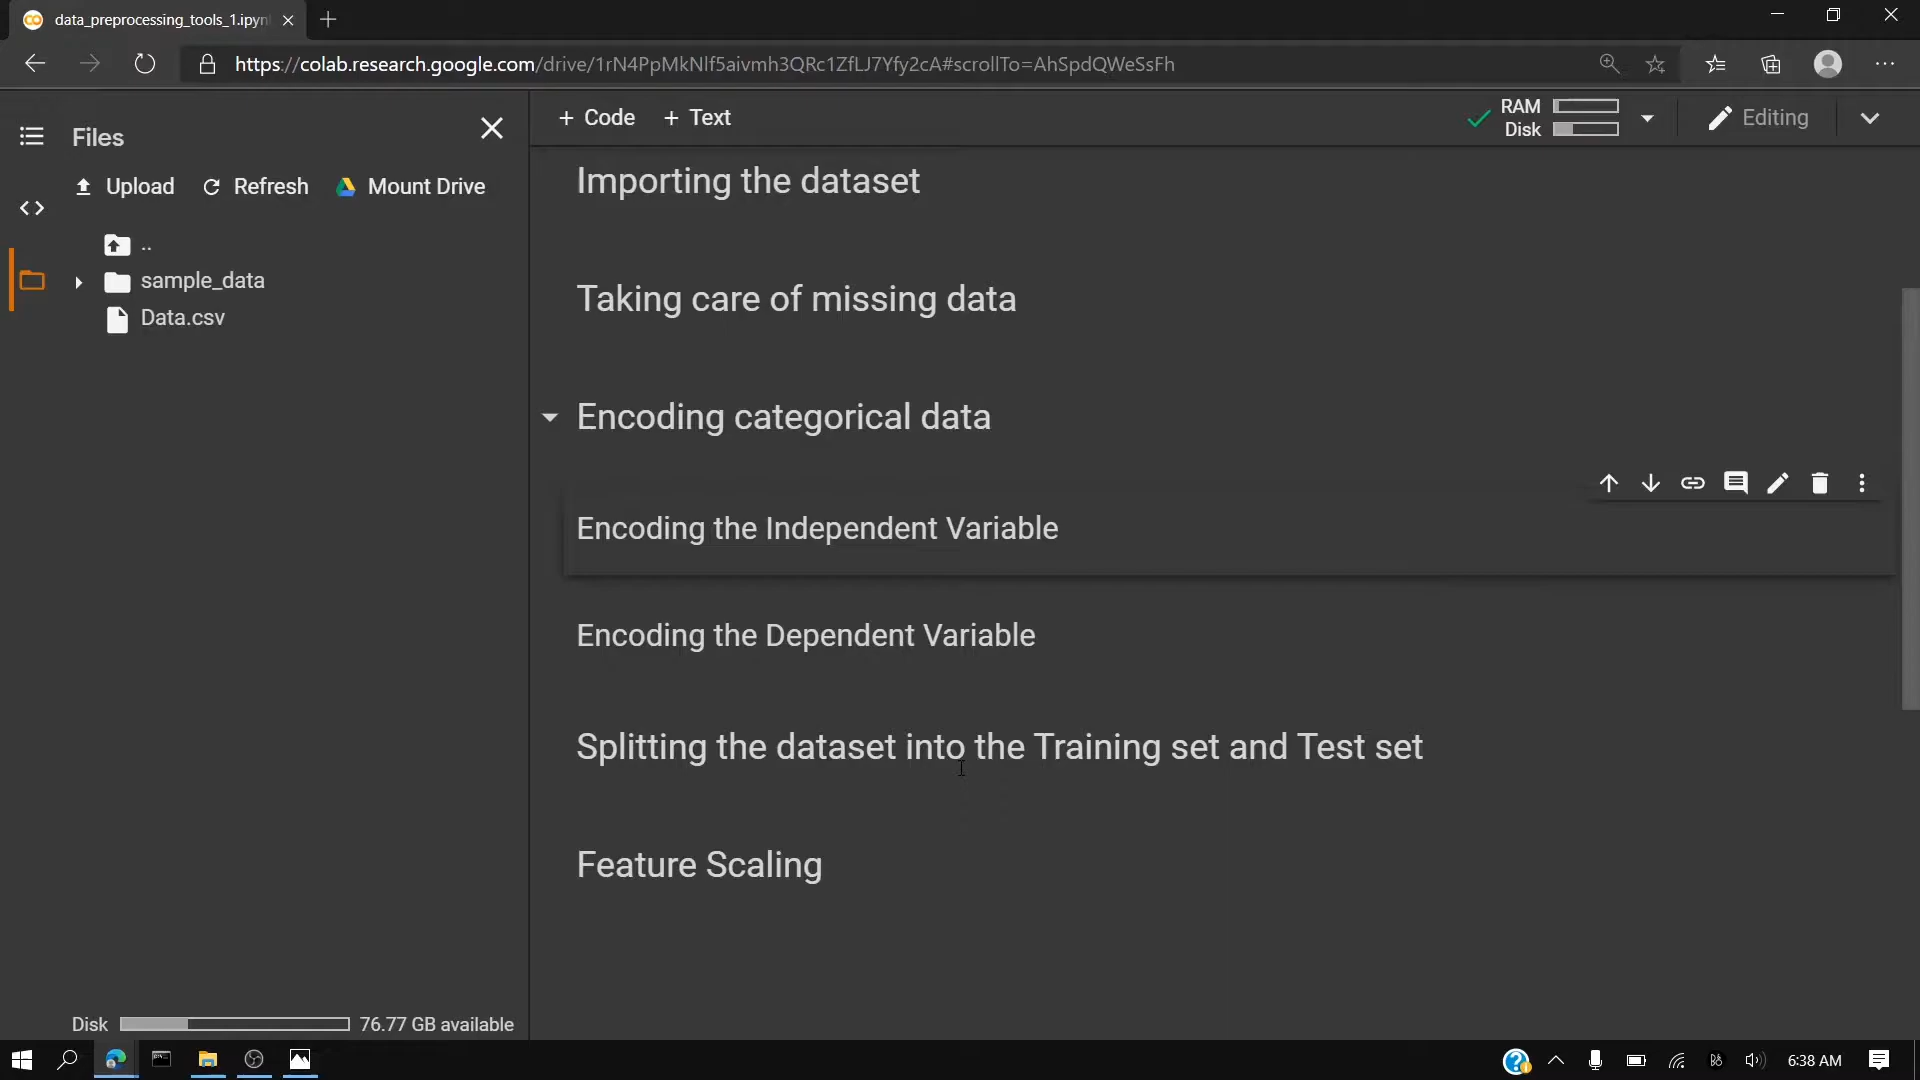 data_preprocessing_tools_1.ipyn
https://colab.research.google.com/drive/1rN4PpMkNlf5aivmh3QRc1ZfLJ7Yfy2cA#scrollTo=AhSpdQWeSsFh
Files
Upload Refresh Mount Drive
..
sample_data
Data.csv
Disk 76.77 GB available
+ Code + Text
RAM
Disk
Editing
Importing the dataset
Taking care of missing data
Encoding categorical data
Encoding the Independent Variable
Encoding the Dependent Variable
Splitting the dataset into the Training set and Test set
Feature Scaling
6:38 AM